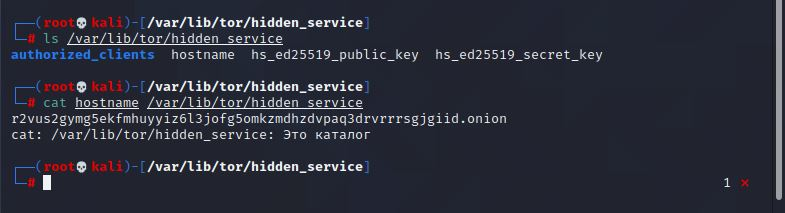 ┌──(root💀kali)-[/var/lib/tor/hidden_service]
└─# ls /var/lib/tor/hidden_service
authorized_clients  hostname  hs_ed25519_public_key  hs_ed25519_secret_key
┌──(root💀kali)-[/var/lib/tor/hidden_service]
└─# cat hostname /var/lib/tor/hidden_service
r2vus2gymg5ekfmhuyyiz6l3jofg5omkzmdhzdvpaq3drvrrrsgjgiid.onion
cat: /var/lib/tor/hidden_service: Это каталог
┌──(root💀kali)-[/var/lib/tor/hidden_service]
└─# 1 ⨯